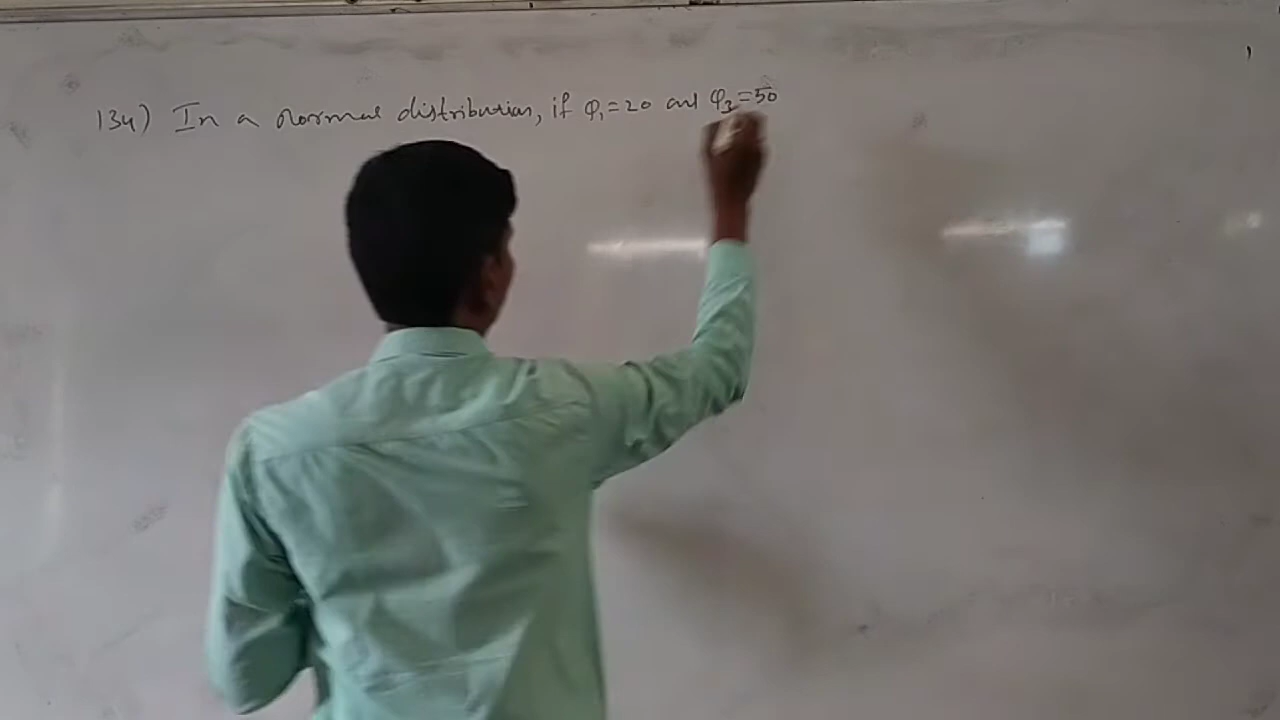 134) In a normal distribution, if Q₁=20 and Q₃=50